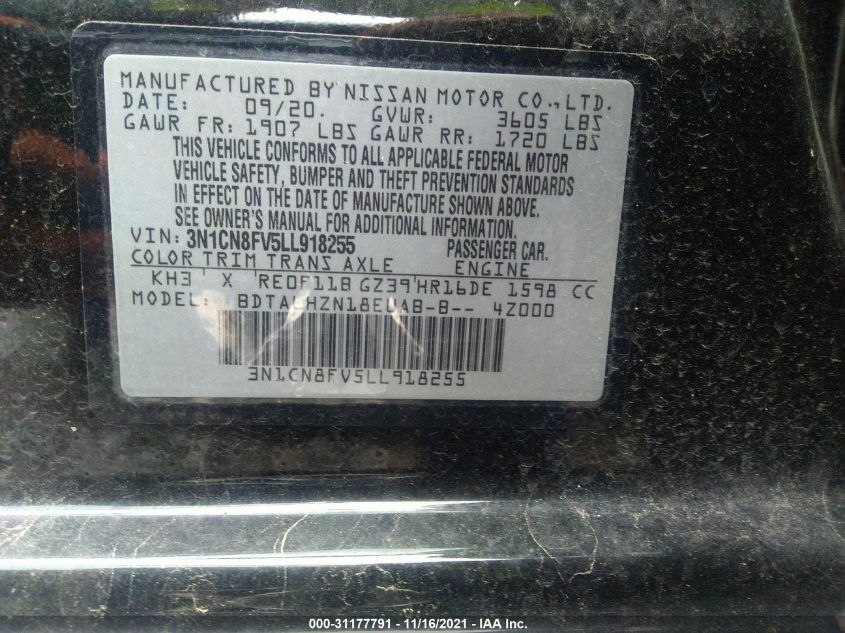 MANUFACTURED BY NISSAN MOTOR CO.,LTD.
DATE: 09/20. GVWR: 3605 LBS
GAWR FR: 1907 LBS GAWR RR: 1720 LBS
THIS VEHICLE CONFORMS TO ALL APPLICABLE FEDERAL MOTOR
VEHICLE SAFETY, BUMPER AND THEFT PREVENTION STANDARDS
IN EFFECT ON THE DATE OF MANUFACTURE SHOWN ABOVE.
SEE OWNER'S MANUAL FOR ADDITIONAL INFORMATION.
VIN: 3N1CN8FV5LL918255 PASSENGER CAR.
COLOR TRIM TRANS AXLE ENGINE
KH3 X RE0F11B GZ39 HR16DE 1598 CC
MODEL: 4Z000
3N1CN8FV5LL918255
000-31177791 - 11/16/2021 - IAA Inc.